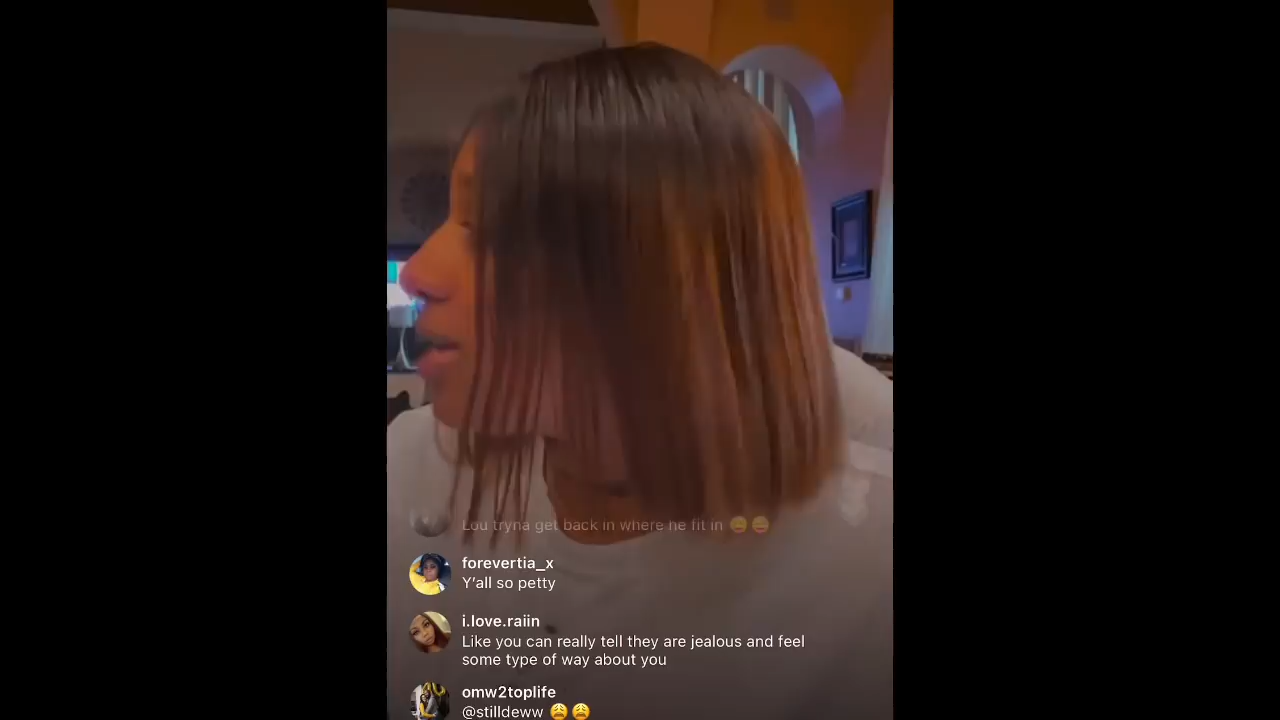 Lou tryna get back in where he fit in 😅😅
forevertia_x
Y'all so petty
i.love.raiin
Like you can really tell they are jealous and feel
some type of way about you
omw2toplife
@stilldeww 😩😩